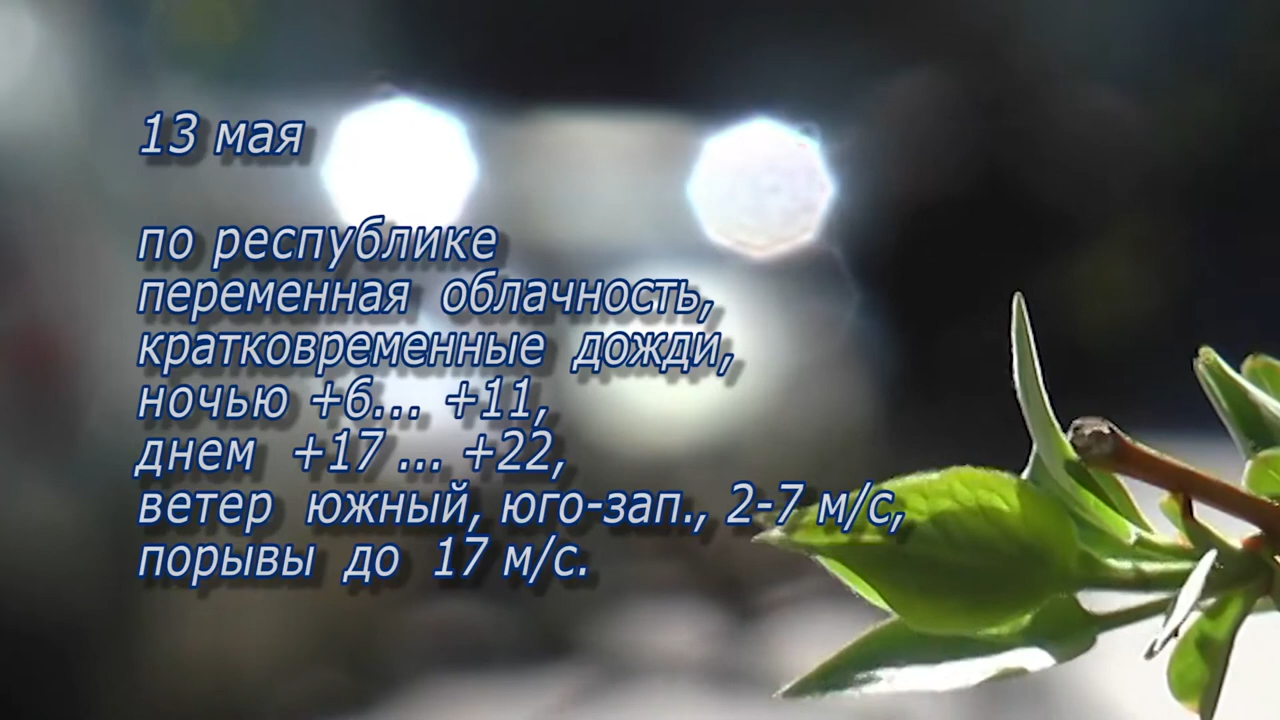 13 мая
по республике
переменная облачность,
кратковременные дожди,
ночью +6... +11,
днем +17 ... +22,
ветер южный, юго-зап., 2-7 м/с,
порывы до 17 м/с.